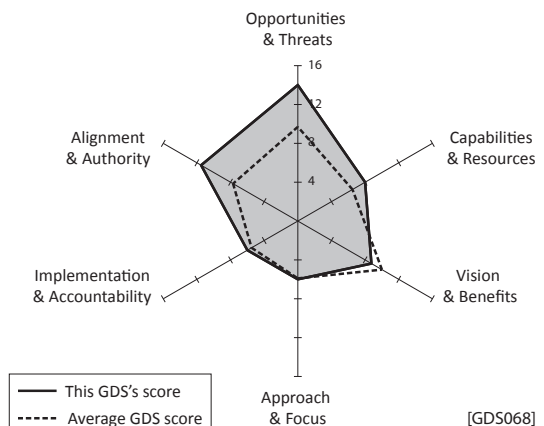 Opportunities
& Threats
16
12
8
4
Alignment
& Authority
Capabilities
& Resources
Implementation
& Accountability
Vision
& Benefits
This GDS's score
Average GDS score
Approach
& Focus
[GDS068]